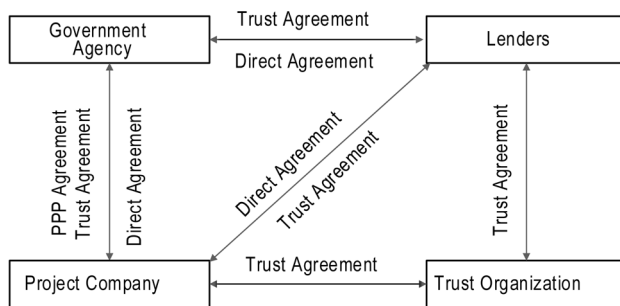 Government
Agency
Trust Agreement
Direct Agreement
Lenders
PPP Agreement
Trust Agreement
Direct Agreement
Direct Agreement
Trust Agreement
Trust Agreement
Project Company
Trust Agreement
Trust Organization